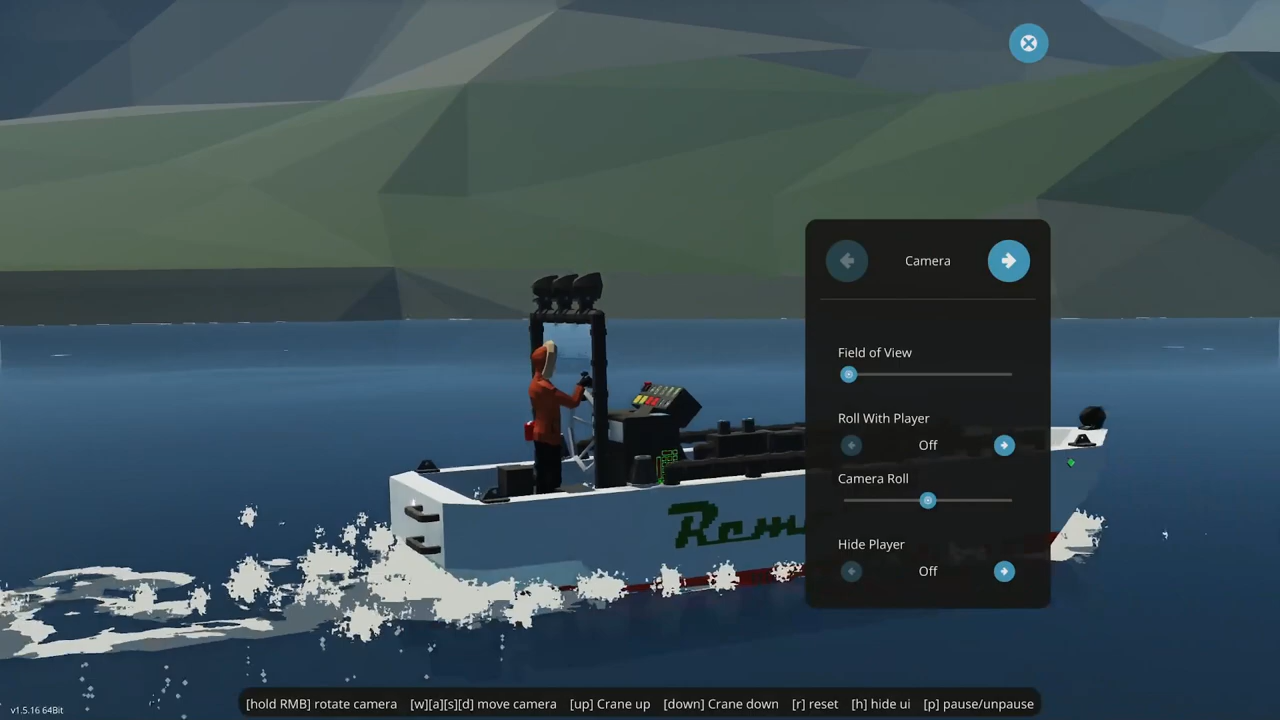 Camera
Field of View
Roll With Player
Off
Camera Roll
Hide Player
Off
[hold RMB] rotate camera [w][a][s][d] move camera [up] Crane up [down] Crane down [r] reset [h] hide ui [p] pause/unpause
v1.5.16 64Bit